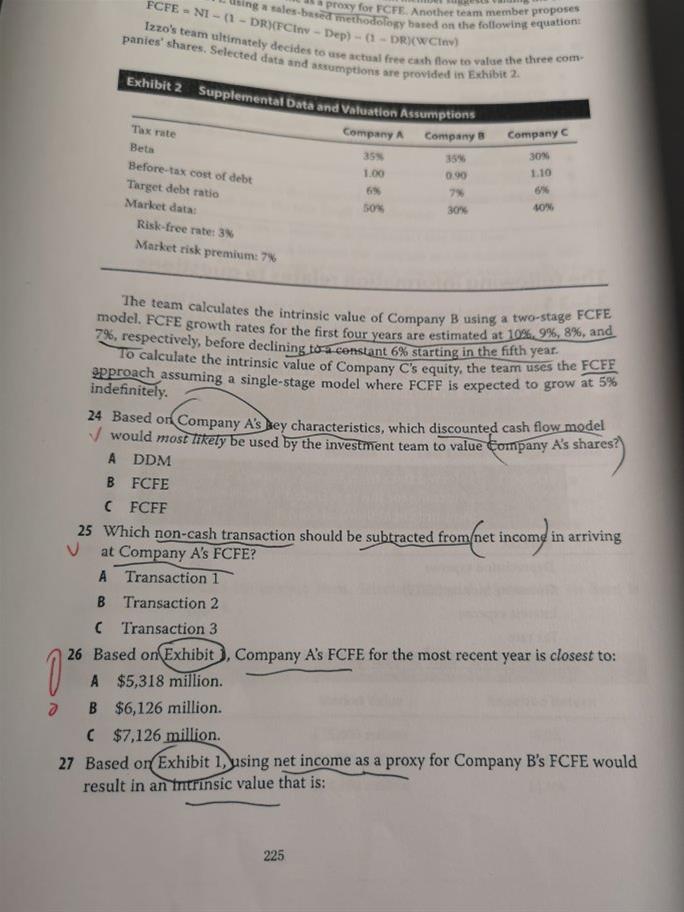 as a proxy for FCFE. Another team member proposes
using a sales-based methodology based on the following equation:
FCFE = NI – (1 – DR)(FCInv – Dep) – (1 – DR)(WCInv)
Izzo's team ultimately decides to use actual free cash flow to value the three com-
panies' shares. Selected data and assumptions are provided in Exhibit 2.
Exhibit 2 Supplemental Data and Valuation Assumptions
Company A Company B Company C
Tax rate 35% 35% 30%
Beta 1.00 0.90 1.10
Before-tax cost of debt 6% 7% 6%
Target debt ratio 50% 30% 40%
Market data:
Risk-free rate: 3%
Market risk premium: 7%
The team calculates the intrinsic value of Company B using a two-stage FCFE
model. FCFE growth rates for the first four years are estimated at 10%, 9%, 8%, and
7%, respectively, before declining to a constant 6% starting in the fifth year.
To calculate the intrinsic value of Company C's equity, the team uses the FCFF
approach assuming a single-stage model where FCFF is expected to grow at 5%
indefinitely.
24 Based on Company A's key characteristics, which discounted cash flow model
would most likely be used by the investment team to value Company A's shares?
A DDM
B FCFE
C FCFF
25 Which non-cash transaction should be subtracted from net income in arriving
at Company A's FCFE?
A Transaction 1
B Transaction 2
C Transaction 3
26 Based on Exhibit 1, Company A's FCFE for the most recent year is closest to:
A $5,318 million.
B $6,126 million.
C $7,126 million.
27 Based on Exhibit 1, using net income as a proxy for Company B's FCFE would
result in an intrinsic value that is:
225